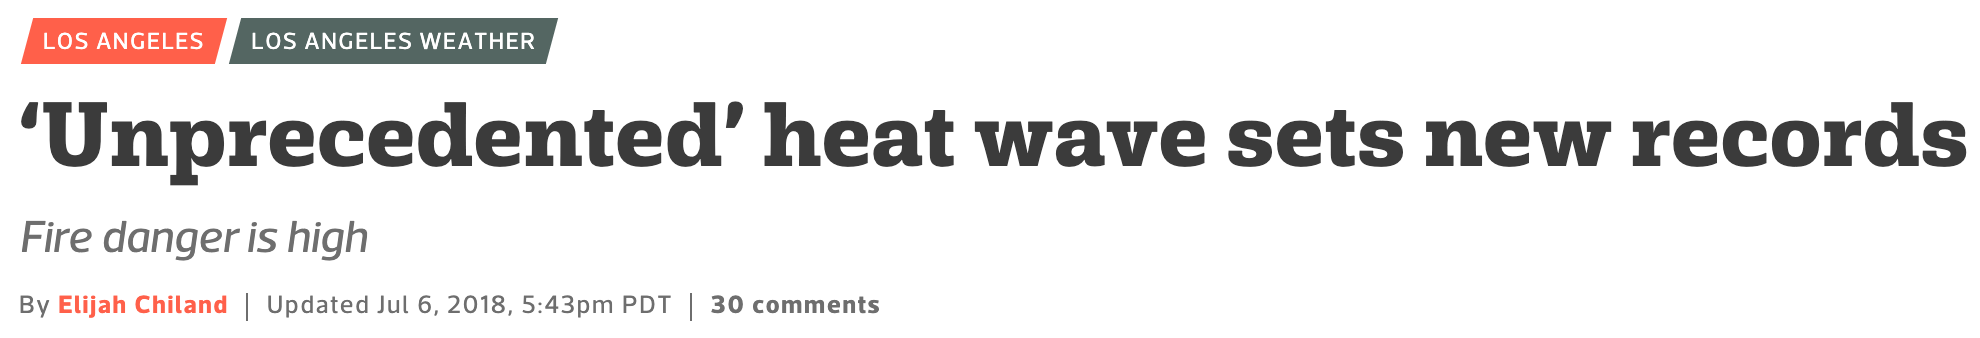 LOS ANGELES LOS ANGELES WEATHER
‘Unprecedented’ heat wave sets new records
Fire danger is high
By Elijah Chiland | Updated Jul 6, 2018, 5:43pm PDT | 30 comments